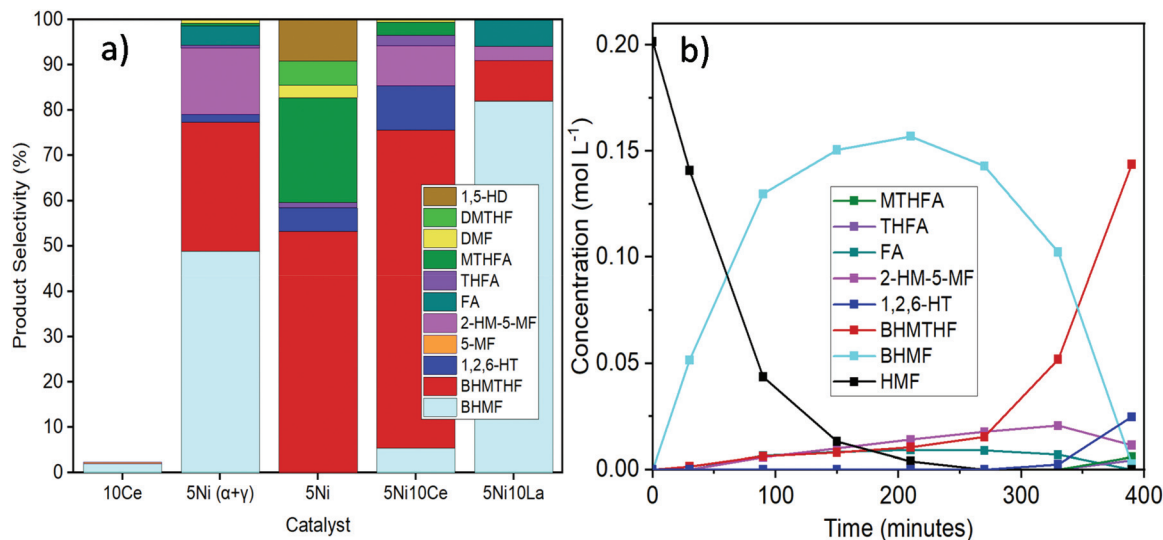 a)
Product Selectivity (%)
100
90
80
70
60
50
40
30
20
10
0
1,5-HD
DMTHF
DMF
MTHFA
THFA
FA
2-HM-5-MF
5-MF
1,2,6-HT
BHMTHF
BHMF
10Ce 5Ni (α+γ) 5Ni 5Ni10Ce 5Ni10La
Catalyst
b)
Concentration (mol L⁻¹)
0.20
0.15
0.10
0.05
0.00
MTHFA
THFA
FA
2-HM-5-MF
1,2,6-HT
BHMTHF
BHMF
HMF
0 100 200 300 400
Time (minutes)